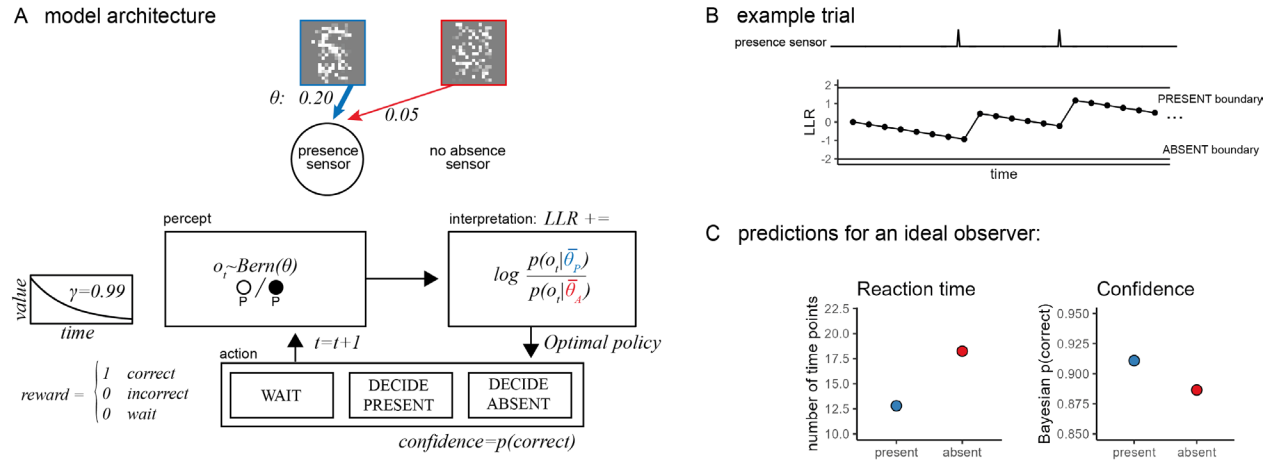 A model architecture
θ: 0.20
0.05
presence
sensor
no absence
sensor
percept
interpretation: LLR +=
o_t~Bern(θ)
/
P P
log p(o_t|θ̅_P)
p(o_t|θ̅_A)
value
γ=0.99
time
t=t+1
Optimal policy
action
reward =
1 correct
0 incorrect
0 wait
WAIT
DECIDE
PRESENT
DECIDE
ABSENT
confidence=p(correct)
B example trial
presence sensor
LLR
2
1
0
-1
-2
PRESENT boundary
...
ABSENT boundary
time
C predictions for an ideal observer:
Reaction time
number of time points
22.5
20.0
17.5
15.0
12.5
10.0
present absent
Confidence
Bayesian p(correct)
0.950
0.925
0.900
0.875
0.850
present absent